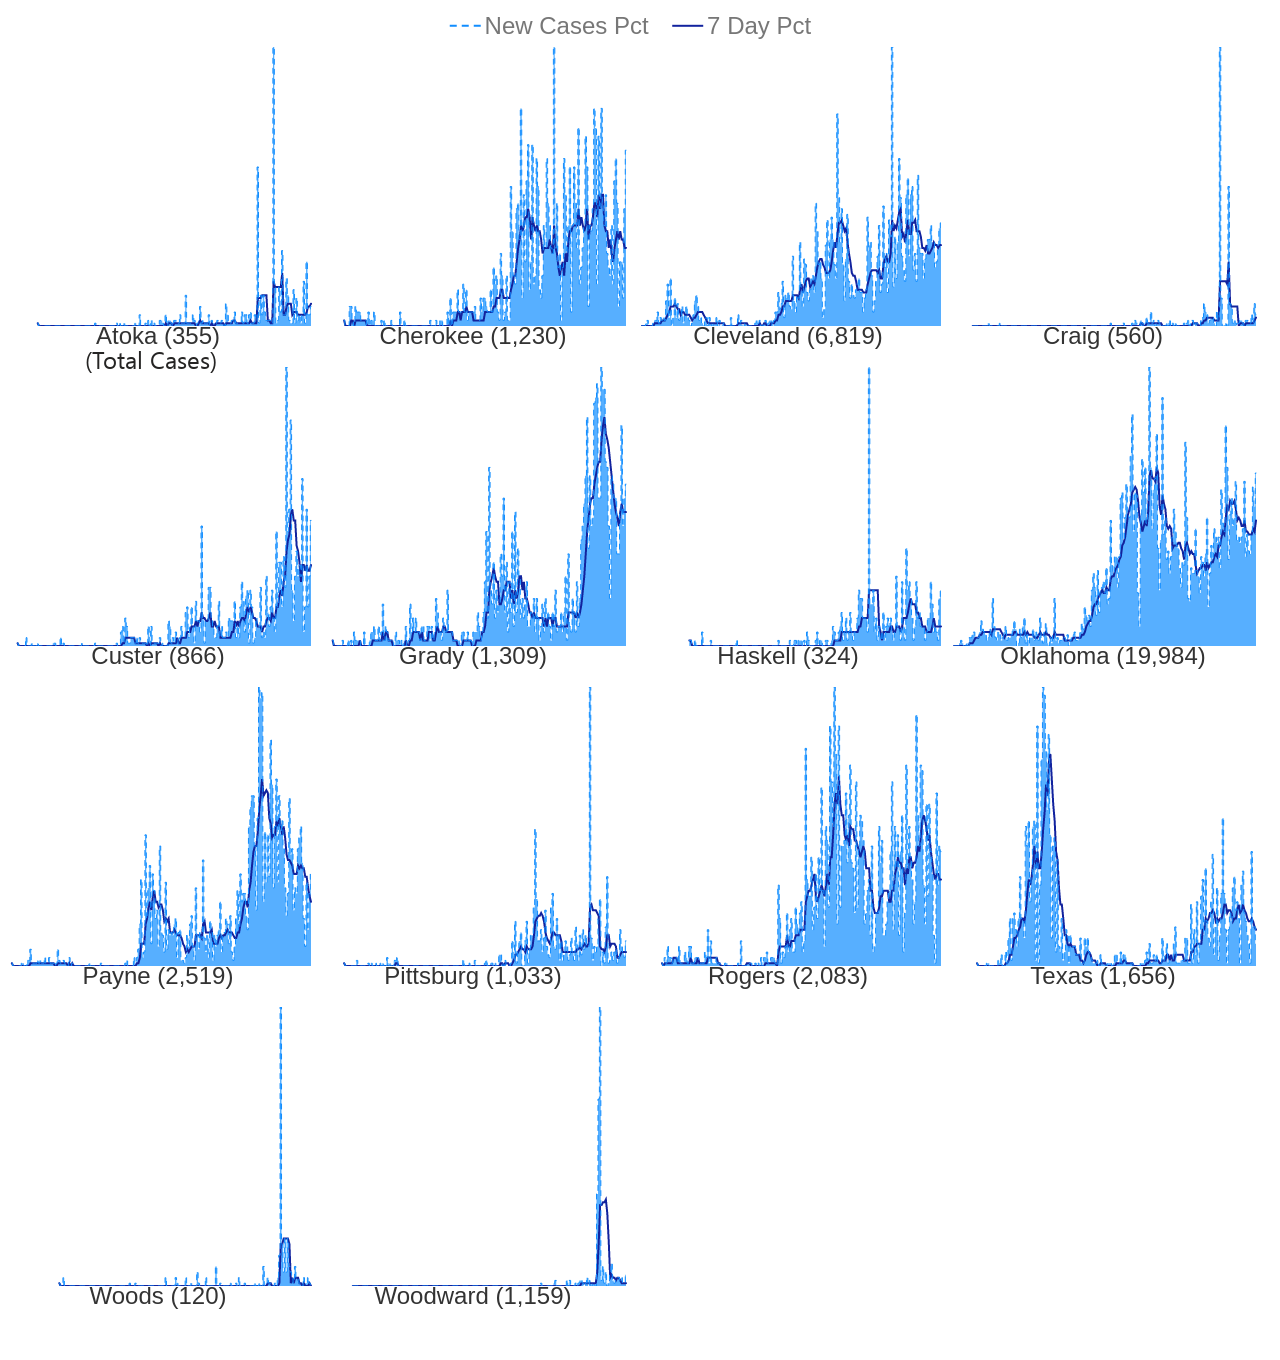 New Cases Pct 7 Day Pct
Atoka (355) Cherokee (1,230) Cleveland (6,819) Craig (560)
(Total Cases)
Custer (866) Grady (1,309) Haskell (324) Oklahoma (19,984)
Payne (2,519) Pittsburg (1,033) Rogers (2,083) Texas (1,656)
Woods (120) Woodward (1,159)